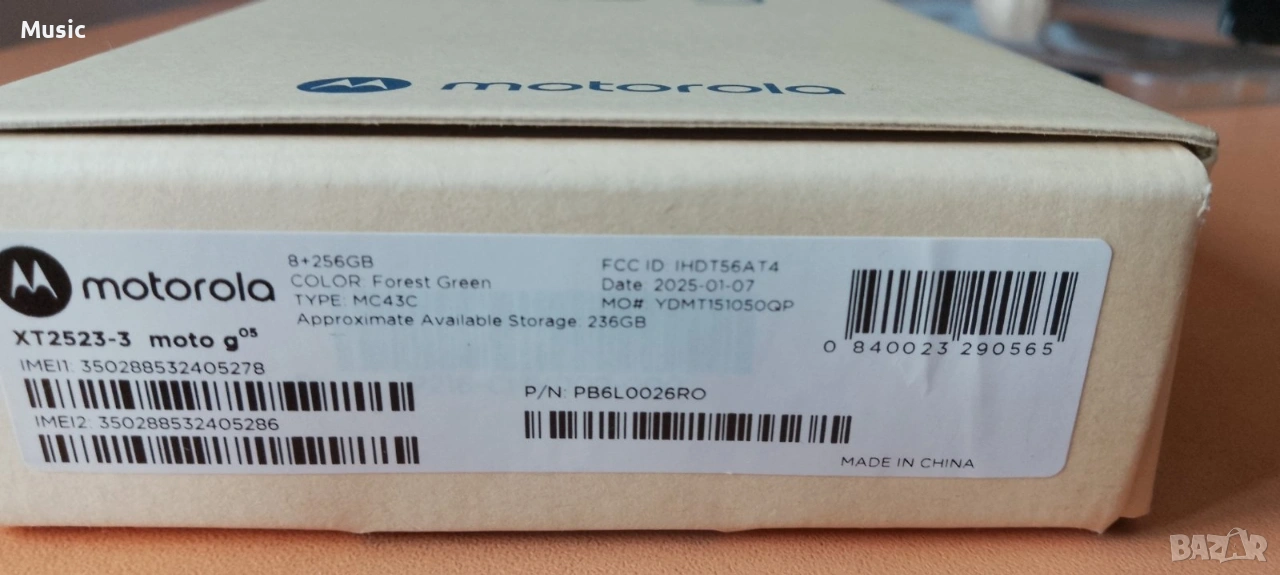 Music
motorola
motorola
8+256GB
COLOR: Forest Green
TYPE: MC43C
Approximate Available Storage: 236GB
FCC ID: IHDT56AT4
Date: 2025-01-07
MO#: YDMT151050QP
XT2523-3 moto g05
IMEI1: 350288532405278
IMEI2: 350288532405286
P/N: PB6L0026RO
0 840023 290565
MADE IN CHINA
BAZAR